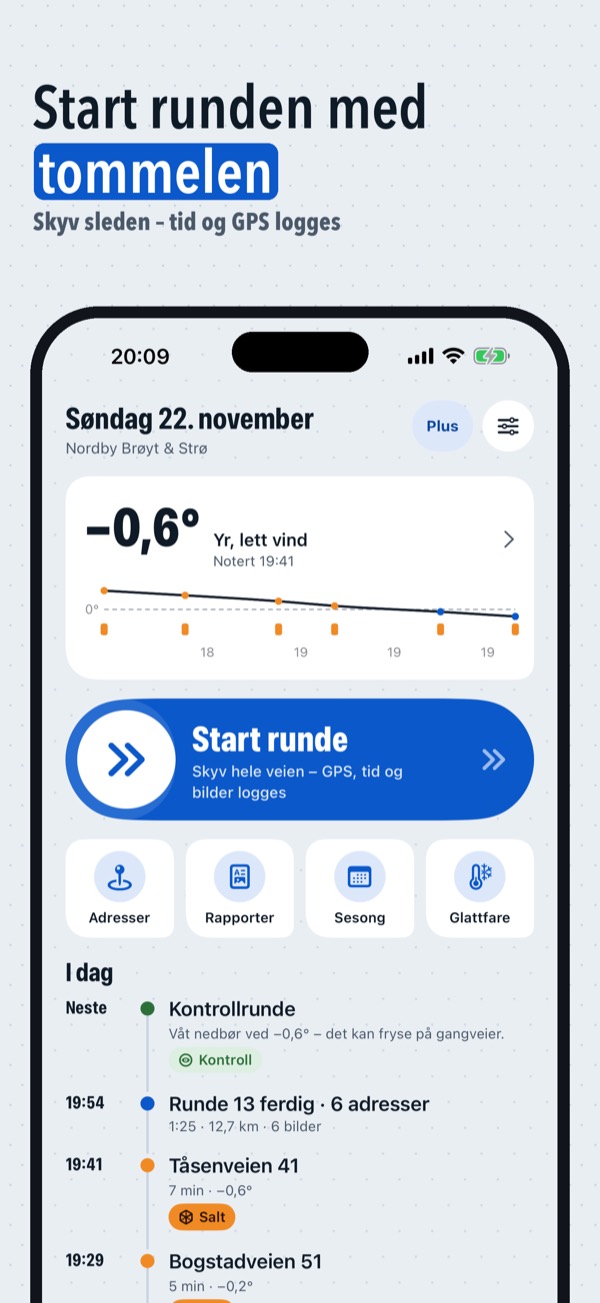 Start runden med
tommelen
Skyv sleden – tid og GPS logges
20:09
Søndag 22. november
Nordby Brøyt & Strø
Plus
−0,6°
Yr, lett vind
Notert 19:41
0°
18 19 19 19
Start runde
Skyv hele veien – GPS, tid og
bilder logges
Adresser Rapporter Sesong Glattfare
I dag
Neste
Kontrollrunde
Våt nedbør ved −0,6° – det kan fryse på gangveier.
Kontroll
19:54
Runde 13 ferdig · 6 adresser
1:25 · 12,7 km · 6 bilder
19:41
Tåsenveien 41
7 min · −0,6°
Salt
19:29
Bogstadveien 51
5 min · −0,2°